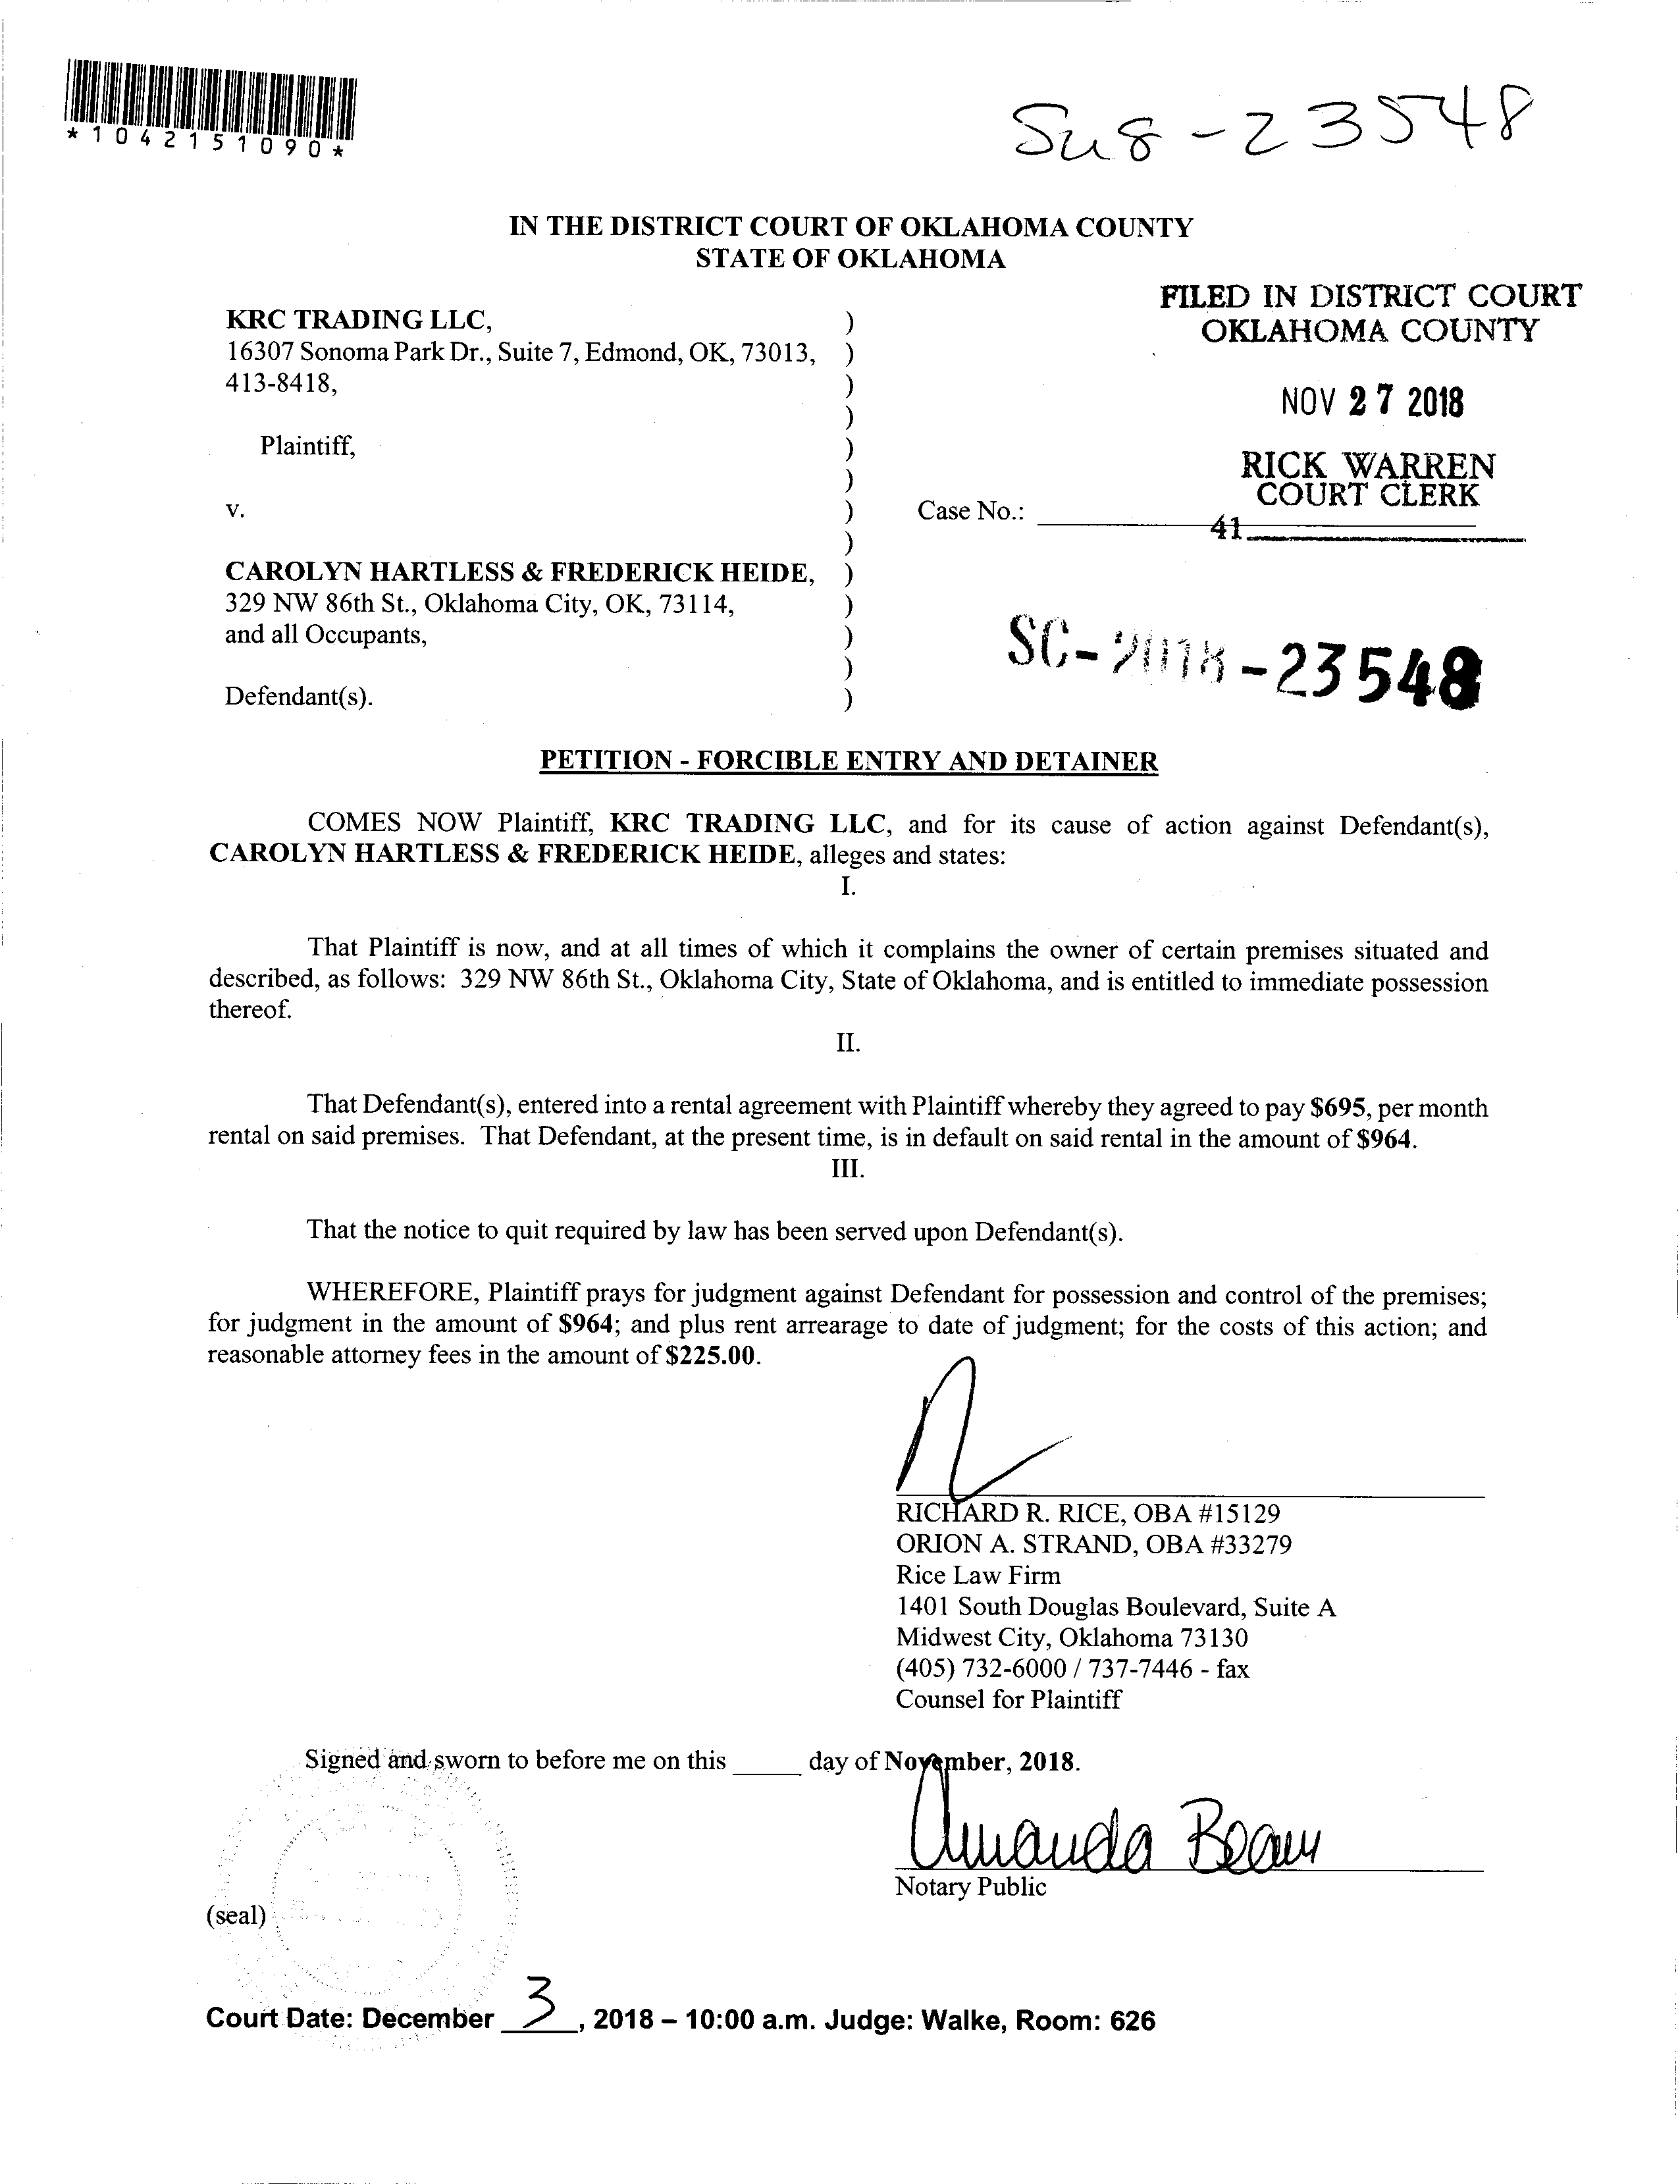 *1042151090*
Su8-23548
IN THE DISTRICT COURT OF OKLAHOMA COUNTY
STATE OF OKLAHOMA
FILED IN DISTRICT COURT
OKLAHOMA COUNTY
NOV 27 2018
RICK WARREN
COURT CLERK
41
KRC TRADING LLC, )
16307 Sonoma Park Dr., Suite 7, Edmond, OK, 73013, )
413-8418, )
)
Plaintiff, )
)
v. ) Case No.:
)
CAROLYN HARTLESS & FREDERICK HEIDE, )
329 NW 86th St., Oklahoma City, OK, 73114, )
and all Occupants, )
)
Defendant(s). )
SC-2018-23548
PETITION - FORCIBLE ENTRY AND DETAINER
COMES NOW Plaintiff, KRC TRADING LLC, and for its cause of action against Defendant(s),
CAROLYN HARTLESS & FREDERICK HEIDE, alleges and states:
I.
That Plaintiff is now, and at all times of which it complains the owner of certain premises situated and
described, as follows: 329 NW 86th St., Oklahoma City, State of Oklahoma, and is entitled to immediate possession
thereof.
II.
That Defendant(s), entered into a rental agreement with Plaintiff whereby they agreed to pay $695, per month
rental on said premises. That Defendant, at the present time, is in default on said rental in the amount of $964.
III.
That the notice to quit required by law has been served upon Defendant(s).
WHEREFORE, Plaintiff prays for judgment against Defendant for possession and control of the premises;
for judgment in the amount of $964; and plus rent arrearage to date of judgment; for the costs of this action; and
reasonable attorney fees in the amount of $225.00.
RICHARD R. RICE, OBA #15129
ORION A. STRAND, OBA #33279
Rice Law Firm
1401 South Douglas Boulevard, Suite A
Midwest City, Oklahoma 73130
(405) 732-6000 / 737-7446 - fax
Counsel for Plaintiff
Signed and sworn to before me on this _____ day of November, 2018.
Amanda Beam
Notary Public
(seal)
Court Date: December 3, 2018 – 10:00 a.m. Judge: Walke, Room: 626